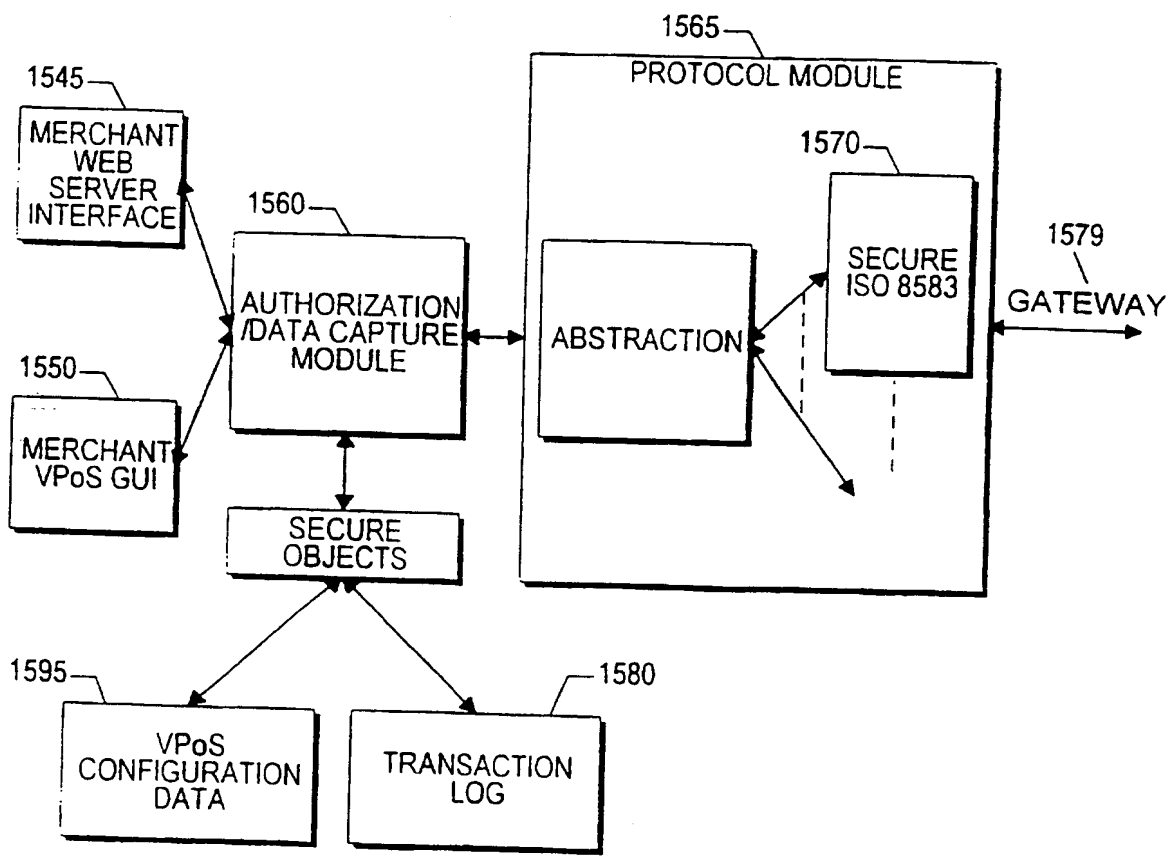 1565
PROTOCOL MODULE
1545
MERCHANT
WEB
SERVER
INTERFACE
1570
SECURE
ISO 8583
1560
AUTHORIZATION
/DATA CAPTURE
MODULE
ABSTRACTION
1579
GATEWAY
1550
MERCHANT
VPoS GUI
SECURE
OBJECTS
1595
VPoS
CONFIGURATION
DATA
1580
TRANSACTION
LOG